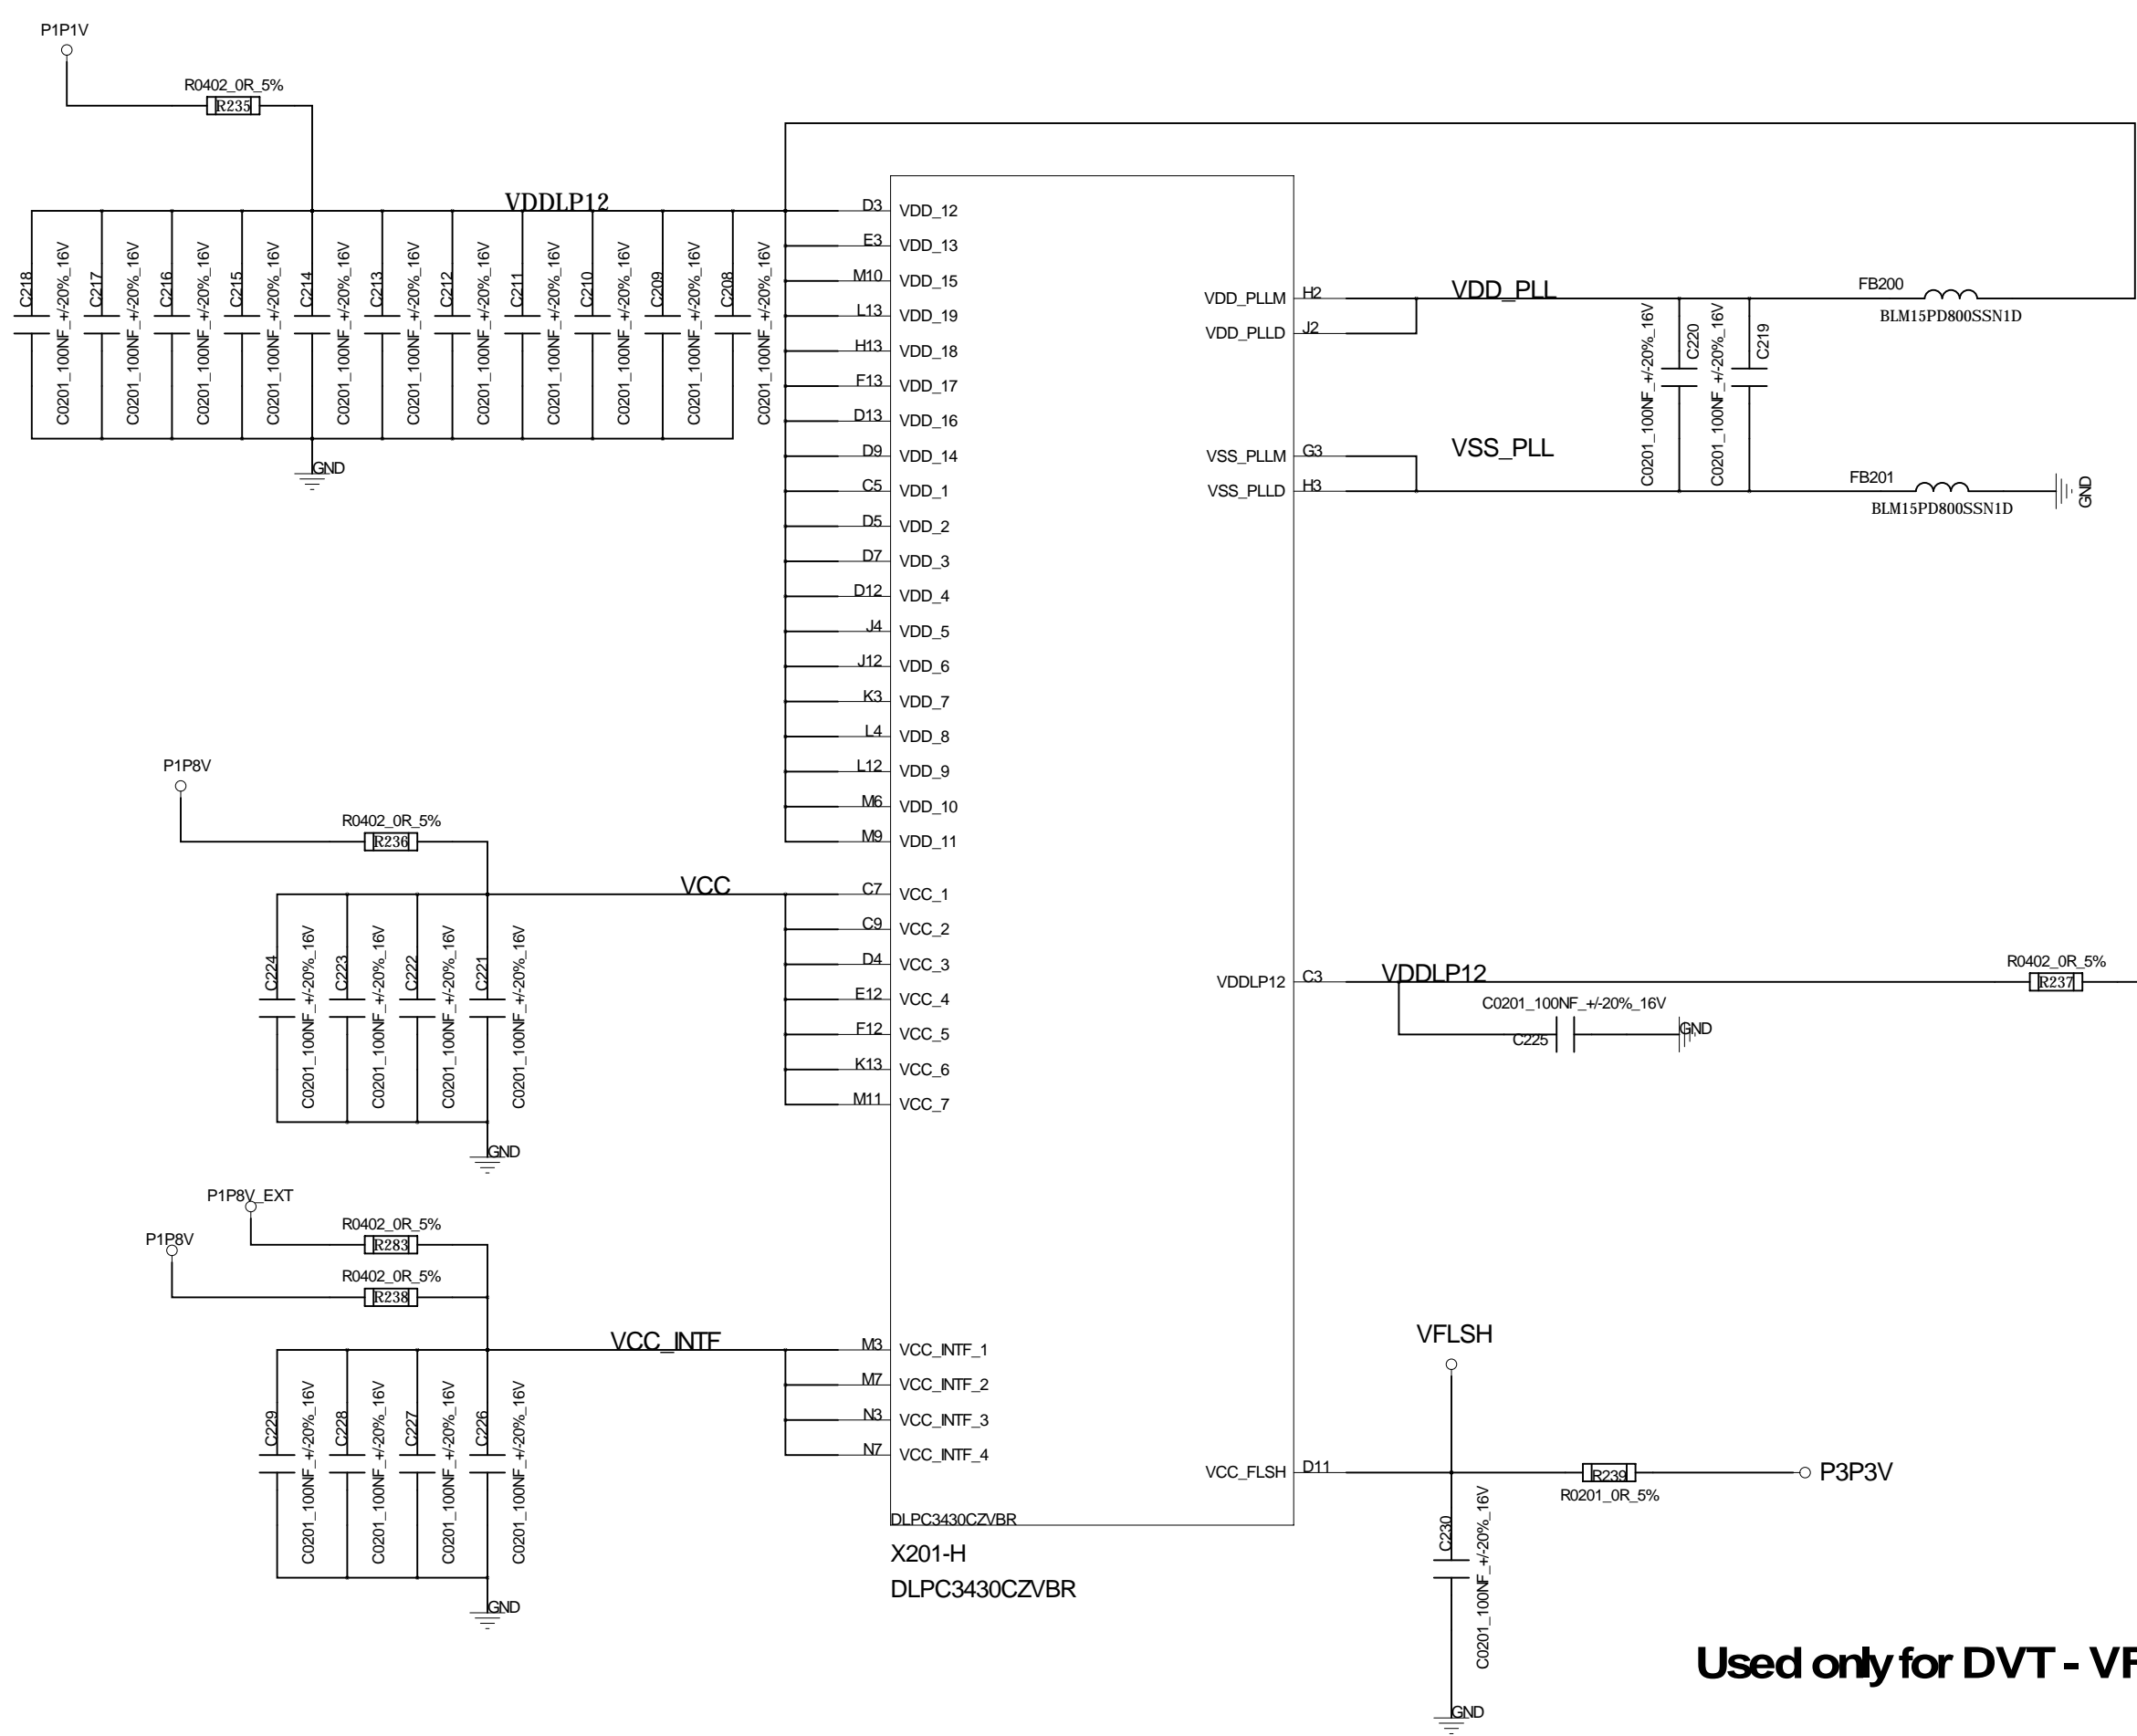 P1P1V
R0402_0R_5%
R235
VDDLP12
C218
C0201_100NF_+/-20%_16V
C217
C0201_100NF_+/-20%_16V
C216
C0201_100NF_+/-20%_16V
C215
C0201_100NF_+/-20%_16V
C214
C0201_100NF_+/-20%_16V
C213
C0201_100NF_+/-20%_16V
C212
C0201_100NF_+/-20%_16V
C211
C0201_100NF_+/-20%_16V
C210
C0201_100NF_+/-20%_16V
C209
C0201_100NF_+/-20%_16V
C208
C0201_100NF_+/-20%_16V
GND
D3 VDD_12
E3 VDD_13
M10 VDD_15
L13 VDD_19
H13 VDD_18
F13 VDD_17
D13 VDD_16
D9 VDD_14
C5 VDD_1
D5 VDD_2
D7 VDD_3
D12 VDD_4
J4 VDD_5
J12 VDD_6
K3 VDD_7
L4 VDD_8
L12 VDD_9
M6 VDD_10
M9 VDD_11
VDD_PLLM H2 VDD_PLL
VDD_PLLD J2
C0201_100NF_+/-20%_16V
C220
C0201_100NF_+/-20%_16V
C219
FB200
BLM15PD800SSN1D
VSS_PLLM G3 VSS_PLL
VSS_PLLD H3
FB201
BLM15PD800SSN1D
GND
P1P8V
R0402_0R_5%
R236
VCC
C224
C0201_100NF_+/-20%_16V
C223
C0201_100NF_+/-20%_16V
C222
C0201_100NF_+/-20%_16V
C221
C0201_100NF_+/-20%_16V
GND
C7 VCC_1
C9 VCC_2
D4 VCC_3
E12 VCC_4
F12 VCC_5
K13 VCC_6
M11 VCC_7
VDDLP12 C3 VDDLP12
R0402_0R_5%
R237
C0201_100NF_+/-20%_16V
C225
GND
P1P8V_EXT
R0402_0R_5%
R283
P1P8V
R0402_0R_5%
R238
VCC_INTF
C229
C0201_100NF_+/-20%_16V
C228
C0201_100NF_+/-20%_16V
C227
C0201_100NF_+/-20%_16V
C226
C0201_100NF_+/-20%_16V
GND
M3 VCC_INTF_1
M7 VCC_INTF_2
N3 VCC_INTF_3
N7 VCC_INTF_4
VFLSH
VCC_FLSH D11
R239
R0201_0R_5%
P3P3V
C230
C0201_100NF_+/-20%_16V
GND
DLPC3430CZVBR
X201-H
DLPC3430CZVBR
Used only for DVT - VF